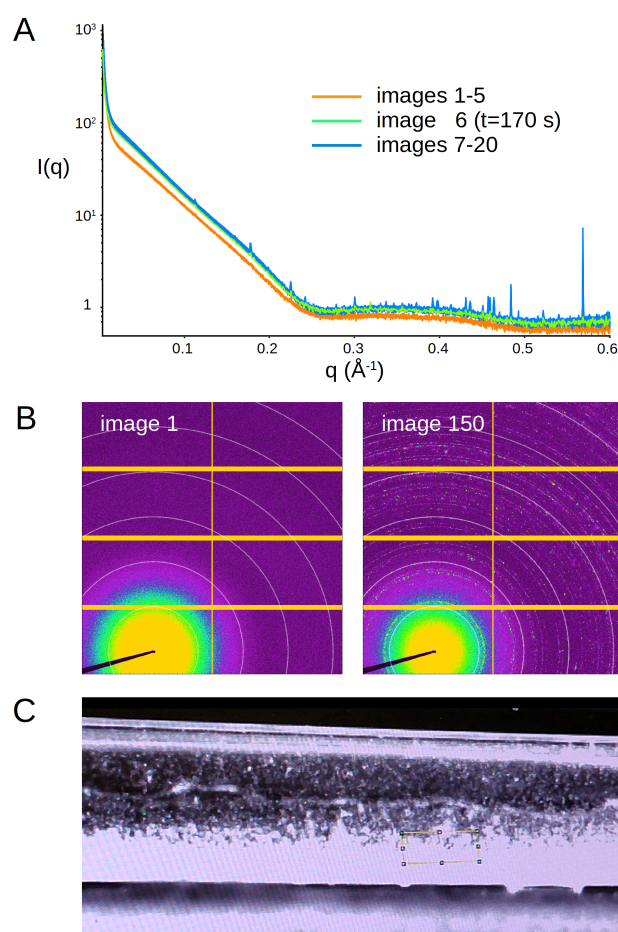 A
10³
10²
10¹
1
I(q)
images 1-5
image 6 (t=170 s)
images 7-20
0.1 0.2 0.3 0.4 0.5 0.6
q (Å⁻¹)
B
image 1
image 150
C